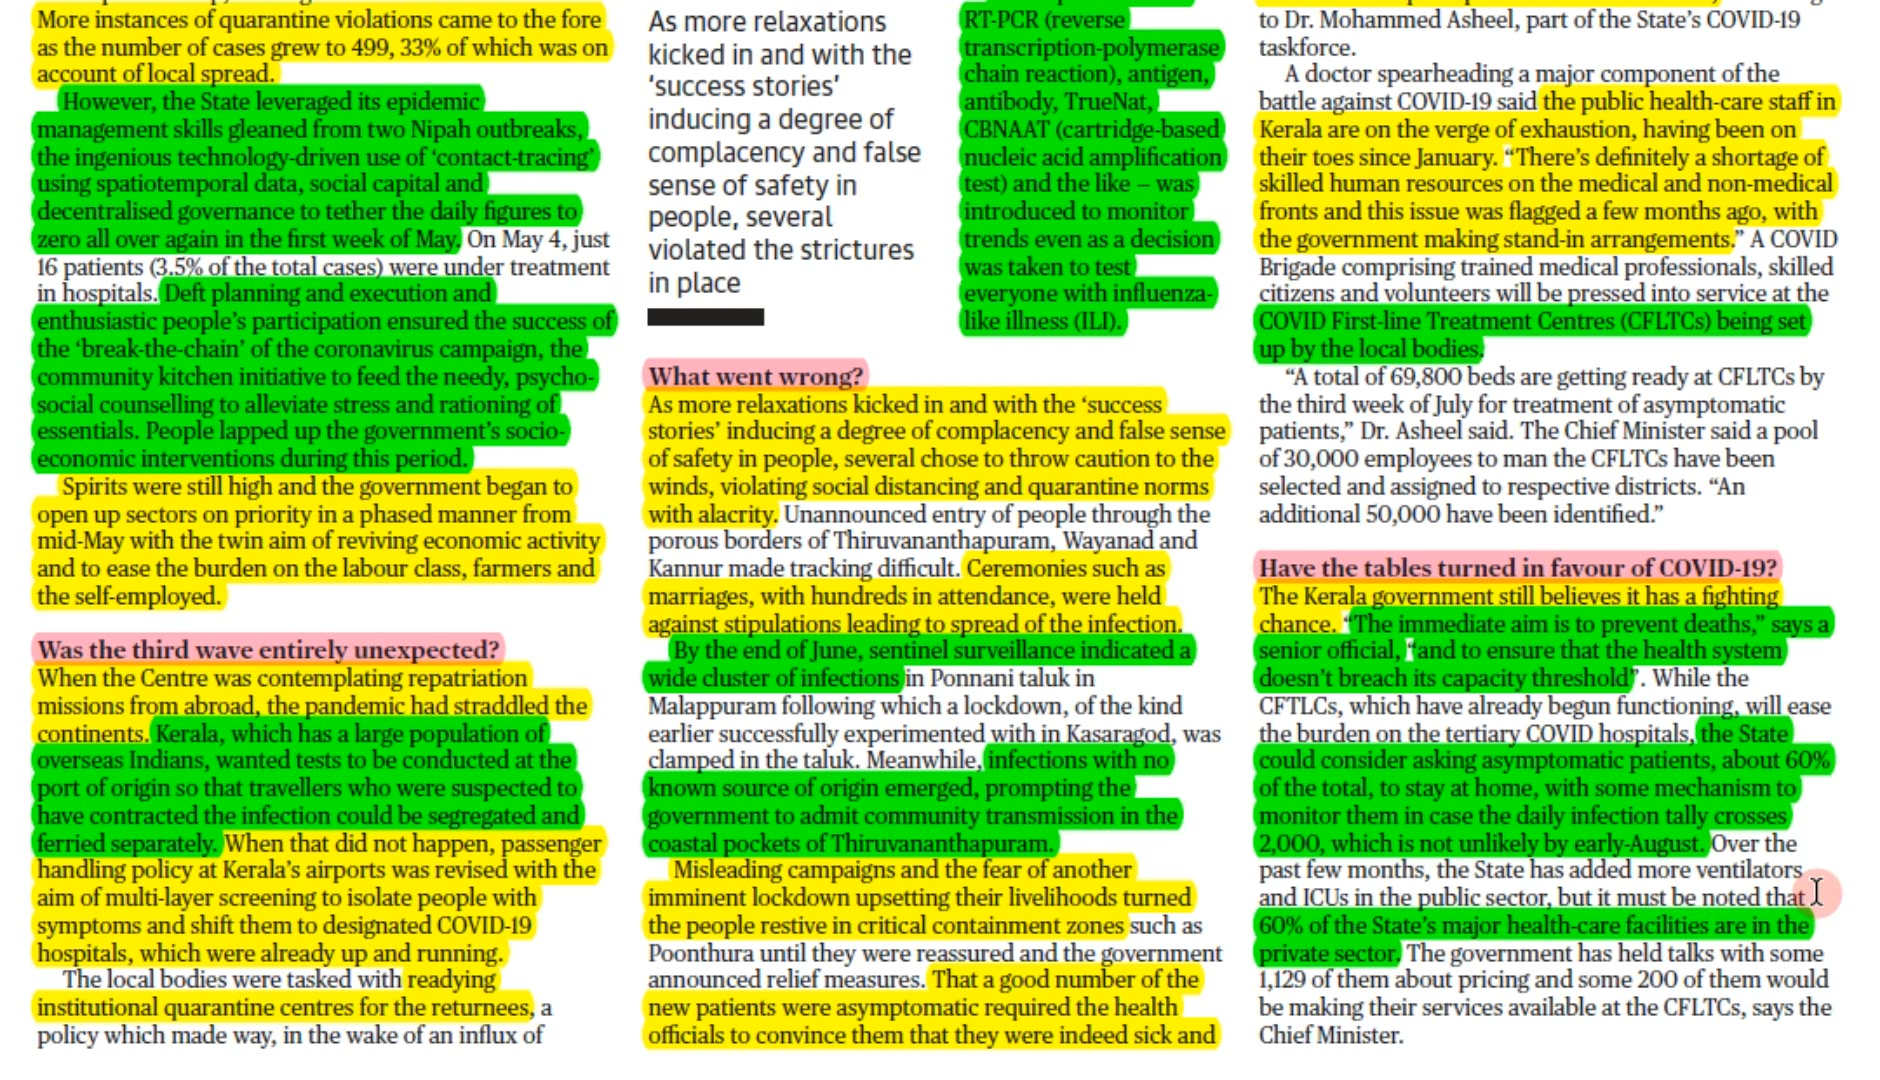 More instances of quarantine violations came to the fore
as the number of cases grew to 499, 33% of which was on
account of local spread.
However, the State leveraged its epidemic
management skills gleaned from two Nipah outbreaks,
the ingenious technology-driven use of ‘contact-tracing’
using spatiotemporal data, social capital and
decentralised governance to tether the daily figures to
zero all over again in the first week of May. On May 4, just
16 patients (3.5% of the total cases) were under treatment
in hospitals. Deft planning and execution and
enthusiastic people’s participation ensured the success of
the ‘break-the-chain’ of the coronavirus campaign, the
community kitchen initiative to feed the needy, psycho-
social counselling to alleviate stress and rationing of
essentials. People lapped up the government’s socio-
economic interventions during this period.
Spirits were still high and the government began to
open up sectors on priority in a phased manner from
mid-May with the twin aim of reviving economic activity
and to ease the burden on the labour class, farmers and
the self-employed.
Was the third wave entirely unexpected?
When the Centre was contemplating repatriation
missions from abroad, the pandemic had straddled the
continents. Kerala, which has a large population of
overseas Indians, wanted tests to be conducted at the
port of origin so that travellers who were suspected to
have contracted the infection could be segregated and
ferried separately. When that did not happen, passenger
handling policy at Kerala’s airports was revised with the
aim of multi-layer screening to isolate people with
symptoms and shift them to designated COVID-19
hospitals, which were already up and running.
The local bodies were tasked with readying
institutional quarantine centres for the returnees, a
policy which made way, in the wake of an influx of
As more relaxations
kicked in and with the
‘success stories’
inducing a degree of
complacency and false
sense of safety in
people, several
violated the strictures
in place
RT-PCR (reverse
transcription-polymerase
chain reaction), antigen,
antibody, TrueNat,
CBNAAT (cartridge-based
nucleic acid amplification
test) and the like – was
introduced to monitor
trends even as a decision
was taken to test
everyone with influenza-
like illness (ILI).
What went wrong?
As more relaxations kicked in and with the ‘success
stories’ inducing a degree of complacency and false sense
of safety in people, several chose to throw caution to the
winds, violating social distancing and quarantine norms
with alacrity. Unannounced entry of people through the
porous borders of Thiruvananthapuram, Wayanad and
Kannur made tracking difficult. Ceremonies such as
marriages, with hundreds in attendance, were held
against stipulations leading to spread of the infection.
By the end of June, sentinel surveillance indicated a
wide cluster of infections in Ponnani taluk in
Malappuram following which a lockdown, of the kind
earlier successfully experimented with in Kasaragod, was
clamped in the taluk. Meanwhile, infections with no
known source of origin emerged, prompting the
government to admit community transmission in the
coastal pockets of Thiruvananthapuram.
Misleading campaigns and the fear of another
imminent lockdown upsetting their livelihoods turned
the people restive in critical containment zones such as
Poonthura until they were reassured and the government
announced relief measures. That a good number of the
new patients were asymptomatic required the health
officials to convince them that they were indeed sick and
to Dr. Mohammed Asheel, part of the State’s COVID-19
taskforce.
A doctor spearheading a major component of the
battle against COVID-19 said the public health-care staff in
Kerala are on the verge of exhaustion, having been on
their toes since January. “There’s definitely a shortage of
skilled human resources on the medical and non-medical
fronts and this issue was flagged a few months ago, with
the government making stand-in arrangements.” A COVID
Brigade comprising trained medical professionals, skilled
citizens and volunteers will be pressed into service at the
COVID First-line Treatment Centres (CFLTCs) being set
up by the local bodies.
“A total of 69,800 beds are getting ready at CFLTCs by
the third week of July for treatment of asymptomatic
patients,” Dr. Asheel said. The Chief Minister said a pool
of 30,000 employees to man the CFLTCs have been
selected and assigned to respective districts. “An
additional 50,000 have been identified.”
Have the tables turned in favour of COVID-19?
The Kerala government still believes it has a fighting
chance. “The immediate aim is to prevent deaths,” says a
senior official, “and to ensure that the health system
doesn’t breach its capacity threshold”. While the
CFTLCs, which have already begun functioning, will ease
the burden on the tertiary COVID hospitals, the State
could consider asking asymptomatic patients, about 60%
of the total, to stay at home, with some mechanism to
monitor them in case the daily infection tally crosses
2,000, which is not unlikely by early-August. Over the
past few months, the State has added more ventilators
and ICUs in the public sector, but it must be noted that
60% of the State’s major health-care facilities are in the
private sector. The government has held talks with some
1,129 of them about pricing and some 200 of them would
be making their services available at the CFLTCs, says the
Chief Minister.